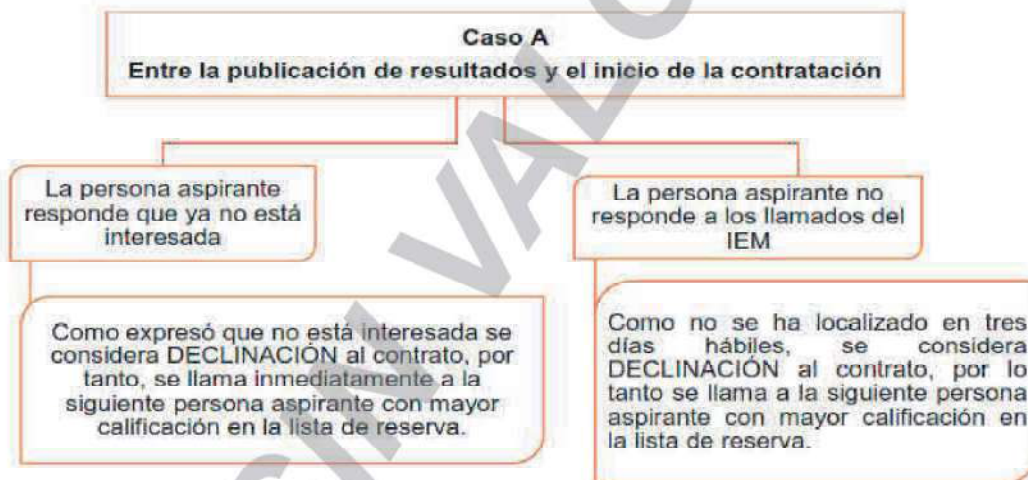 Caso A
Entre la publicación de resultados y el inicio de la contratación
La persona aspirante
responde que ya no está
interesada
La persona aspirante no
responde a los llamados del
IEM
Como expresó que no está interesada se
considera DECLINACIÓN al contrato, por
tanto, se llama inmediatamente a la
siguiente persona aspirante con mayor
calificación en la lista de reserva.
Como no se ha localizado en tres
días hábiles, se considera
DECLINACIÓN al contrato, por lo
tanto se llama a la siguiente persona
aspirante con mayor calificación en
la lista de reserva.
SIN VALO